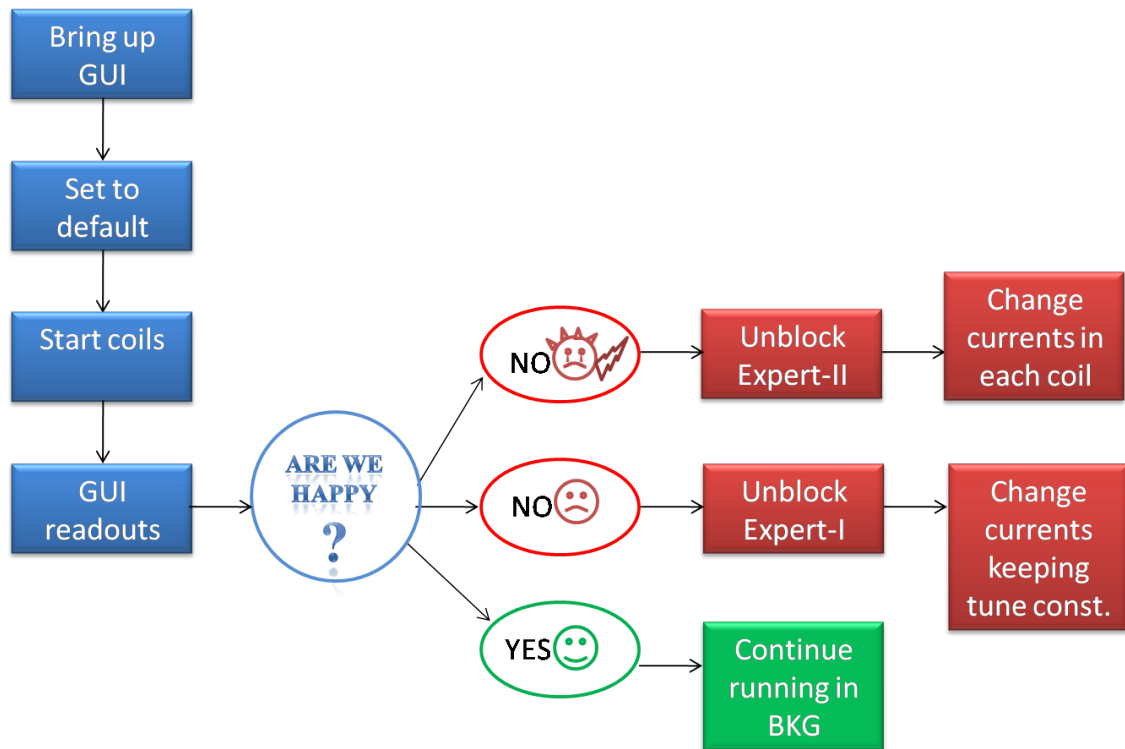 Bring up
GUI
Set to
default
Start coils
GUI
readouts
ARE WE
HAPPY
?
NO
Unblock
Expert-II
Change
currents in
each coil
NO
Unblock
Expert-I
Change
currents
keeping
tune const.
YES
Continue
running in
BKG